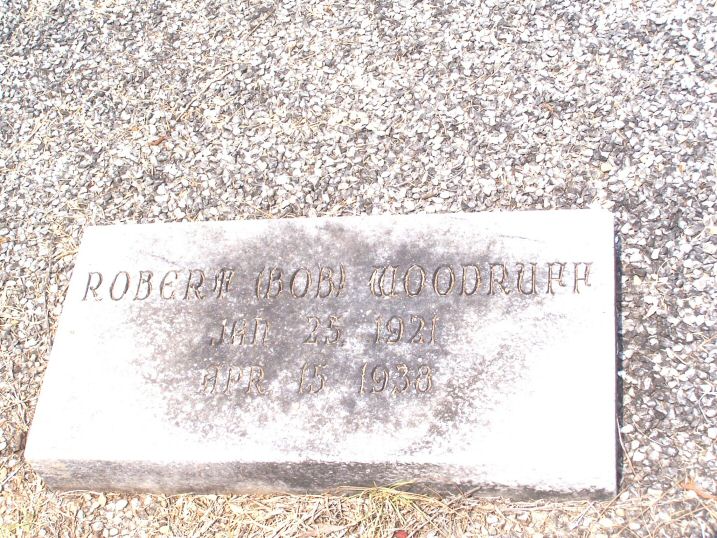 ROBERT (BOB) WOODRUFF
JAN 25 1921
APR 15 1938